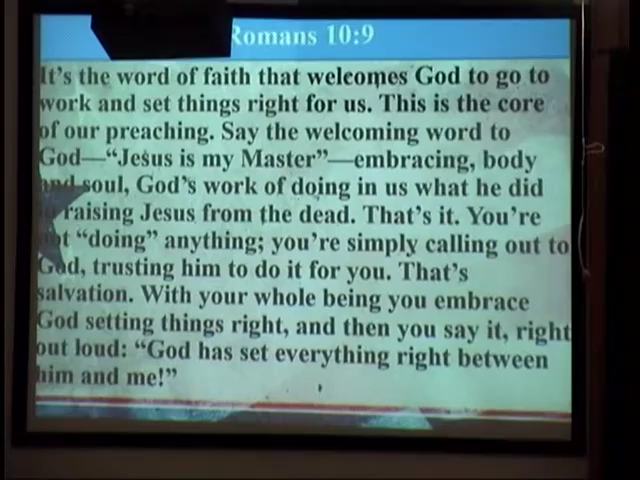 Romans 10:9
It's the word of faith that welcomes God to go to
work and set things right for us. This is the core
of our preaching. Say the welcoming word to
God—“Jesus is my Master”—embracing, body
and soul, God's work of doing in us what he did
in raising Jesus from the dead. That's it. You're
not “doing” anything; you're simply calling out to
God, trusting him to do it for you. That's
salvation. With your whole being you embrace
God setting things right, and then you say it, right
out loud: “God has set everything right between
him and me!”